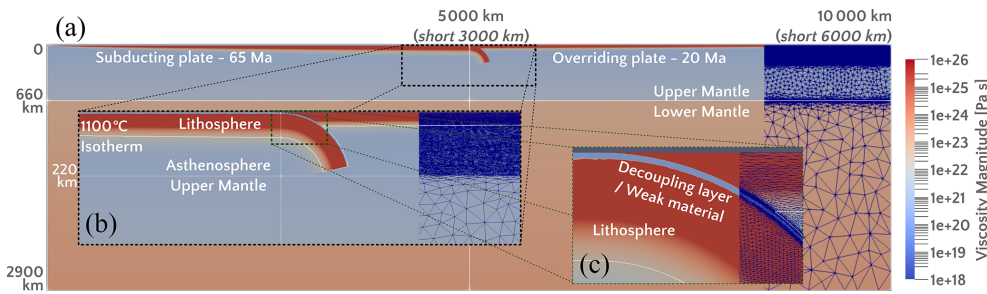 (a)
5000 km
(short 3000 km)
10 000 km
(short 6000 km)
0
Subducting plate – 65 Ma
Overriding plate – 20 Ma
660
km
Upper Mantle
Lower Mantle
1100°C
Isotherm
Lithosphere
Asthenosphere
Upper Mantle
220
km
(b)
Decoupling layer
/ Weak material
Lithosphere
(c)
2900
km
1e+26
1e+25
1e+24
1e+23
1e+22
1e+21
1e+20
1e+19
1e+18
Viscosity Magnitude [Pa s]